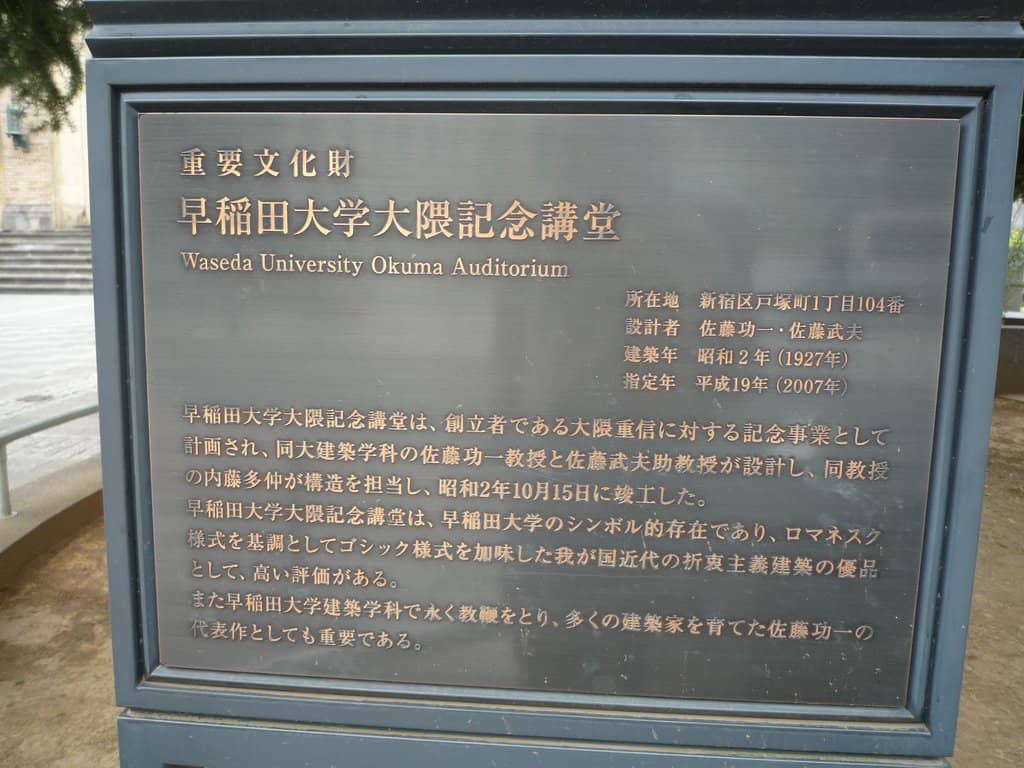 重要文化財
早稲田大学大隈記念講堂
Waseda University Okuma Auditorium
所在地　新宿区戸塚町1丁目104番
設計者　佐藤功一・佐藤武夫
建築年　昭和2年（1927年）
指定年　平成19年（2007年）
早稲田大学大隈記念講堂は、創立者である大隈重信に対する記念事業として
計画され、同大建築学科の佐藤功一教授と佐藤武夫助教授が設計し、同教授
の内藤多仲が構造を担当し、昭和2年10月15日に竣工した。
早稲田大学大隈記念講堂は、早稲田大学のシンボル的存在であり、ロマネスク
様式を基調としてゴシック様式を加味した我が国近代の折衷主義建築の優品
として、高い評価がある。
また早稲田大学建築学科で永く教鞭をとり、多くの建築家を育てた佐藤功一の
代表作としても重要である。